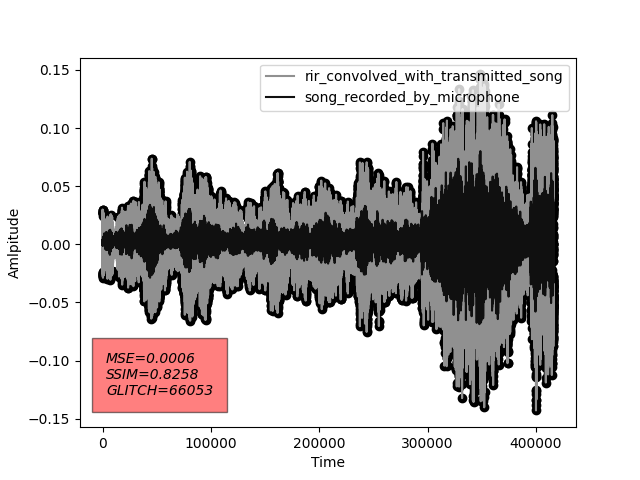 0.15
0.10
0.05
0.00
−0.05
−0.10
−0.15
Amlpitude
rir_convolved_with_transmitted_song
song_recorded_by_microphone
MSE=0.0006
SSIM=0.8258
GLITCH=66053
0 100000 200000 300000 400000
Time